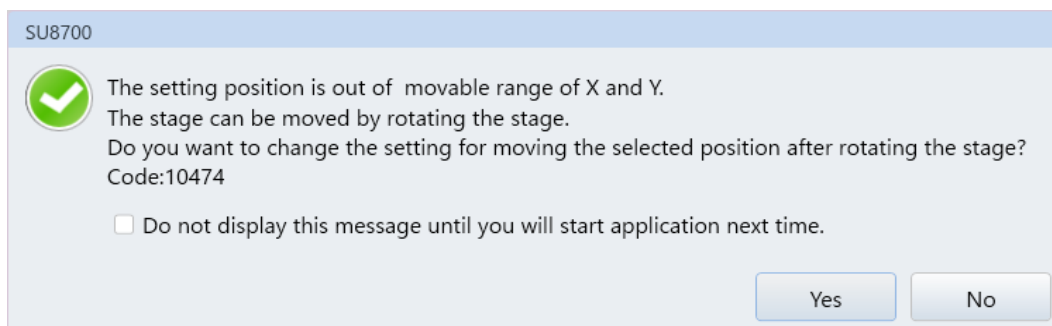 SU8700
The setting position is out of  movable range of X and Y.
The stage can be moved by rotating the stage.
Do you want to change the setting for moving the selected position after rotating the stage?
Code:10474
Do not display this message until you will start application next time.
Yes
No